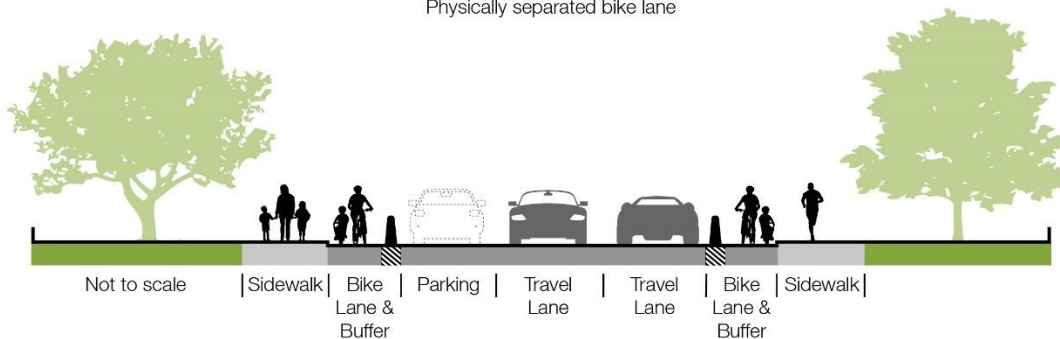 Physically separated bike lane
Not to scale
Sidewalk
Bike
Lane &
Buffer
Parking
Travel
Lane
Travel
Lane
Bike
Lane &
Buffer
Sidewalk